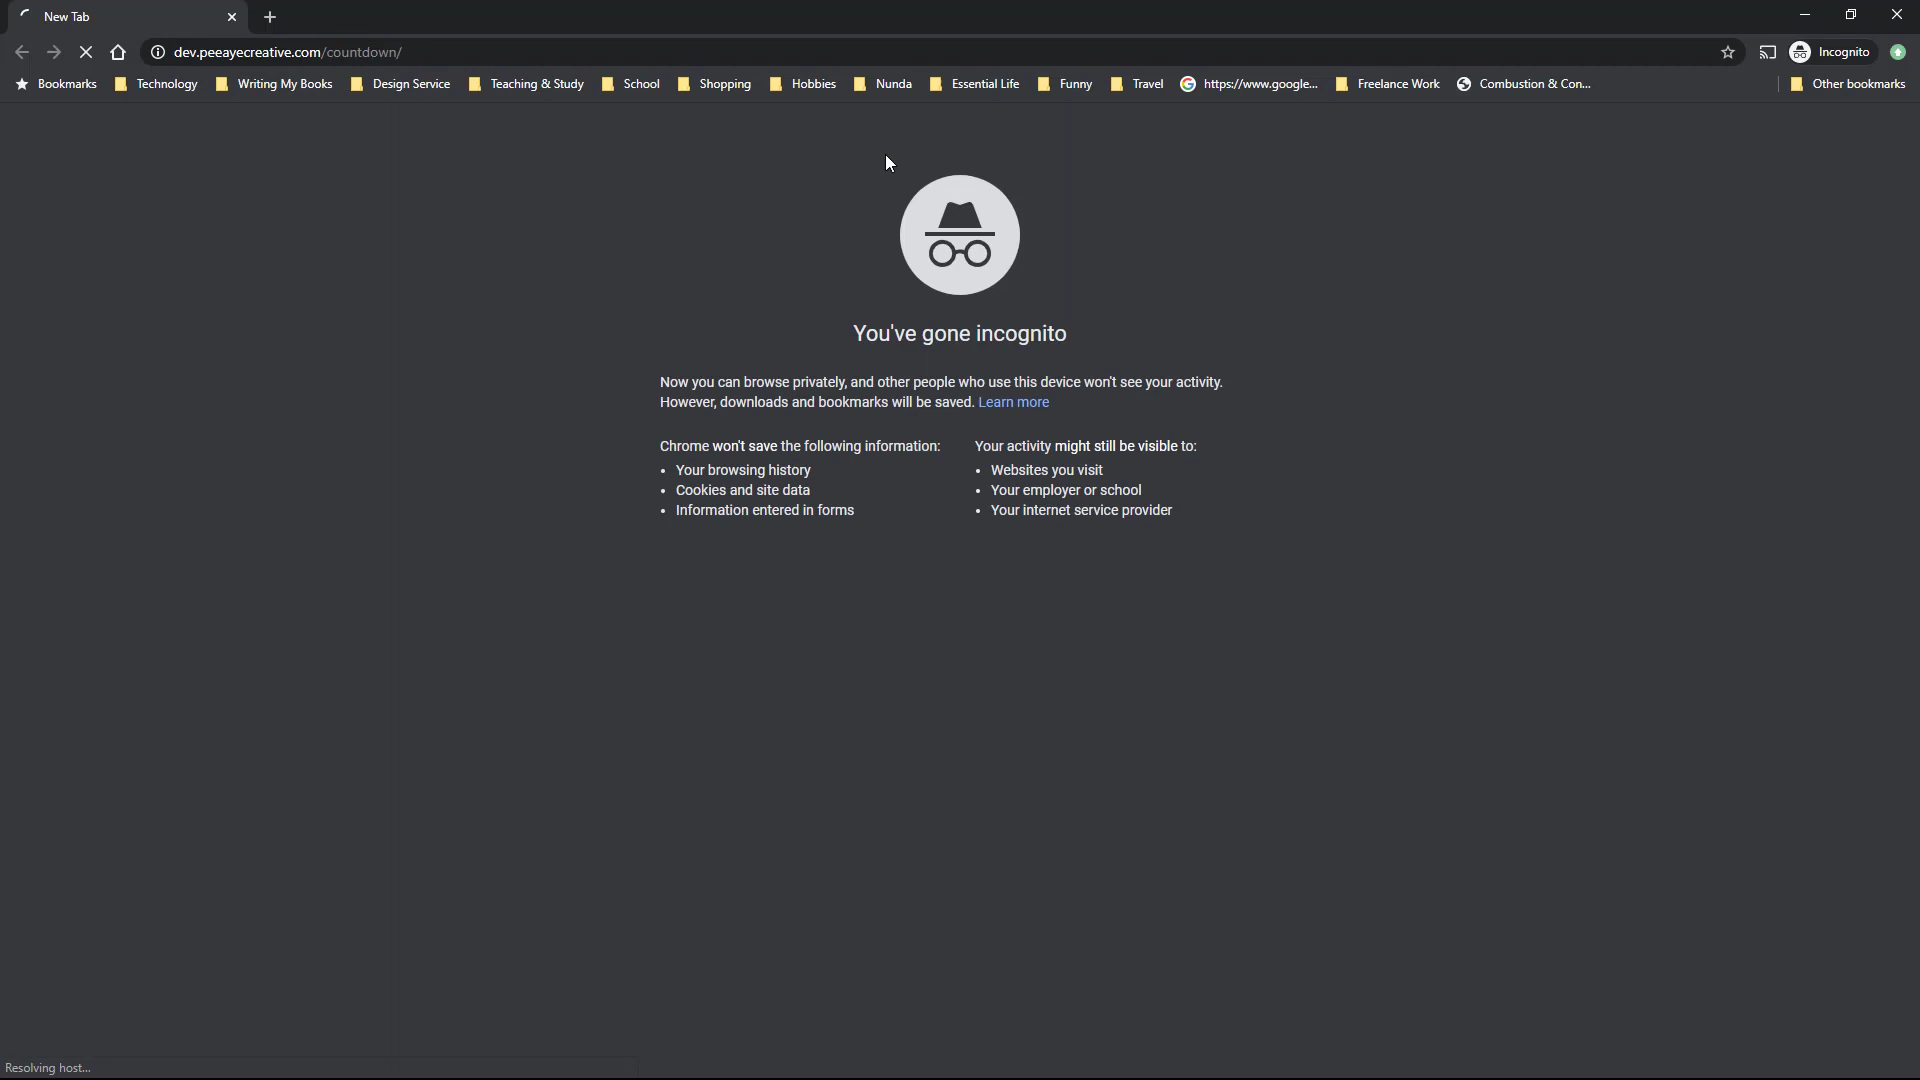 New Tab
dev.peeayecreative.com/countdown/
Incognito
Bookmarks Technology Writing My Books Design Service Teaching & Study School Shopping Hobbies Nunda Essential Life Funny Travel https://www.google... Freelance Work Combustion & Con... Other bookmarks
You've gone incognito
Now you can browse privately, and other people who use this device won't see your activity.
However, downloads and bookmarks will be saved. Learn more
Chrome won't save the following information:
• Your browsing history
• Cookies and site data
• Information entered in forms
Your activity might still be visible to:
• Websites you visit
• Your employer or school
• Your internet service provider
Resolving host...